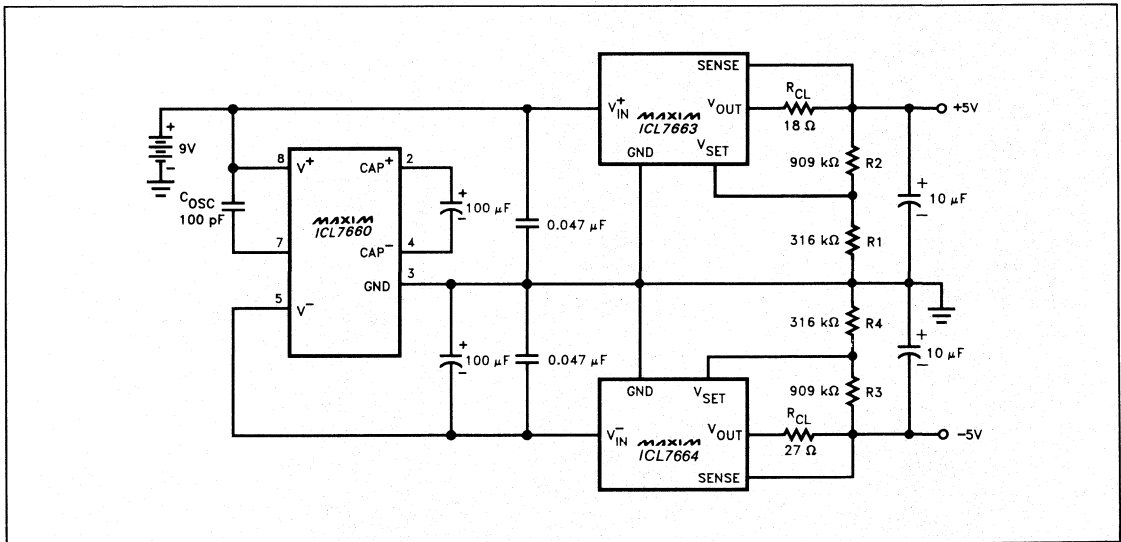 SENSE
V+IN
VOUT
RCL
18 Ω
+5V
MAXIM
ICL7663
GND
VSET
909 kΩ
R2
+
9V
-
8
V+
CAP+
2
+
100 μF
-
COSC
100 pF
MAXIM
ICL7660
0.047 μF
+
10 μF
-
316 kΩ
R1
7
CAP-
4
GND
3
5
V-
316 kΩ
R4
+
100 μF
-
0.047 μF
+
10 μF
-
GND
VSET
909 kΩ
R3
V-IN
MAXIM
ICL7664
VOUT
RCL
27 Ω
-5V
SENSE